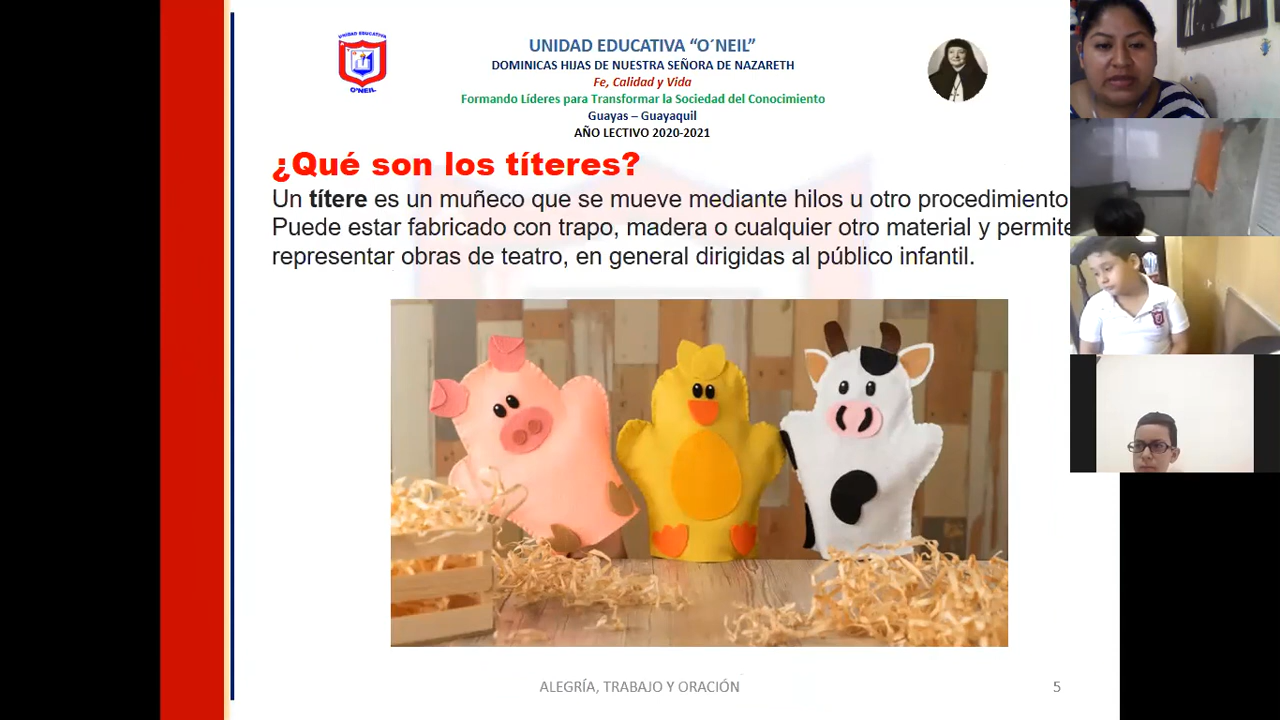 UNIDAD EDUCATIVA
O'NEIL
UNIDAD EDUCATIVA “O´NEIL”
DOMINICAS HIJAS DE NUESTRA SEÑORA DE NAZARETH
Fe, Calidad y Vida
Formando Líderes para Transformar la Sociedad del Conocimiento
Guayas – Guayaquil
AÑO LECTIVO 2020-2021
¿Qué son los títeres?
Un títere es un muñeco que se mueve mediante hilos u otro procedimiento
Puede estar fabricado con trapo, madera o cualquier otro material y permite
representar obras de teatro, en general dirigidas al público infantil.
ALEGRÍA, TRABAJO Y ORACIÓN
5